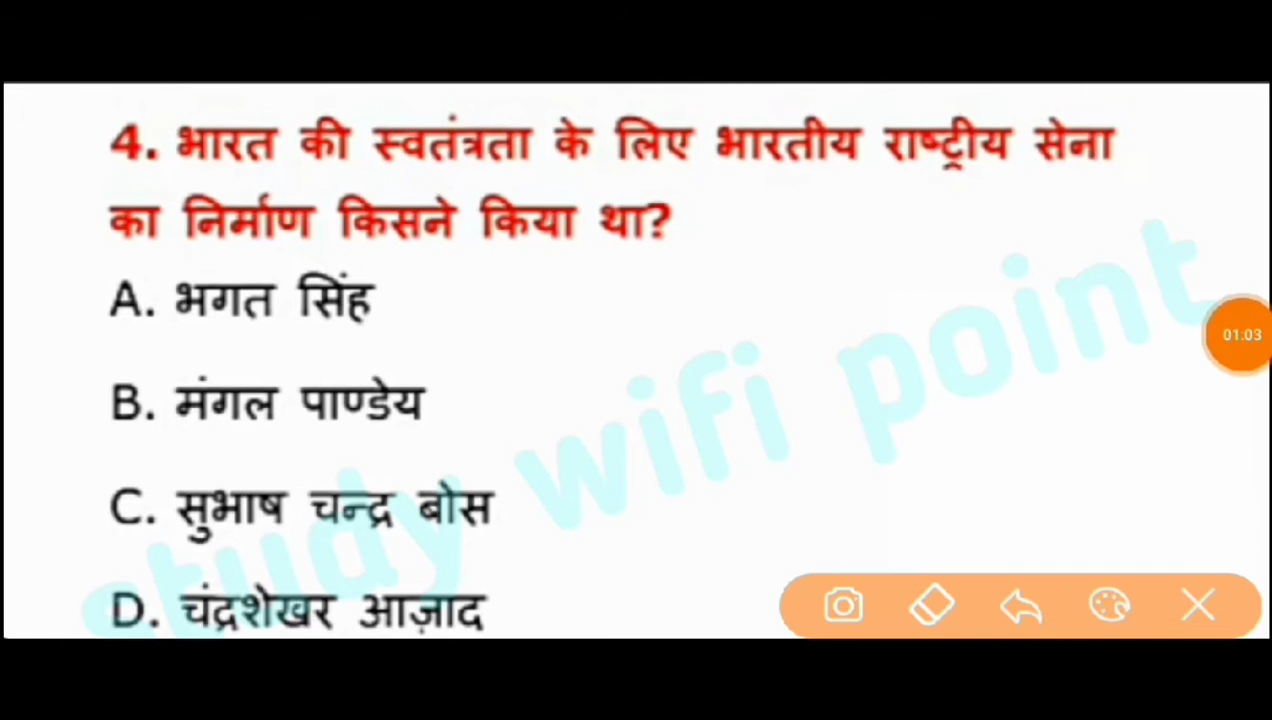 4. भारत की स्वतंत्रता के लिए भारतीय राष्ट्रीय सेना
का निर्माण किसने किया था?
A. भगत सिंह
B. मंगल पाण्डेय
C. सुभाष चन्द्र बोस
D. चंद्रशेखर आज़ाद
study wifi point
01:03